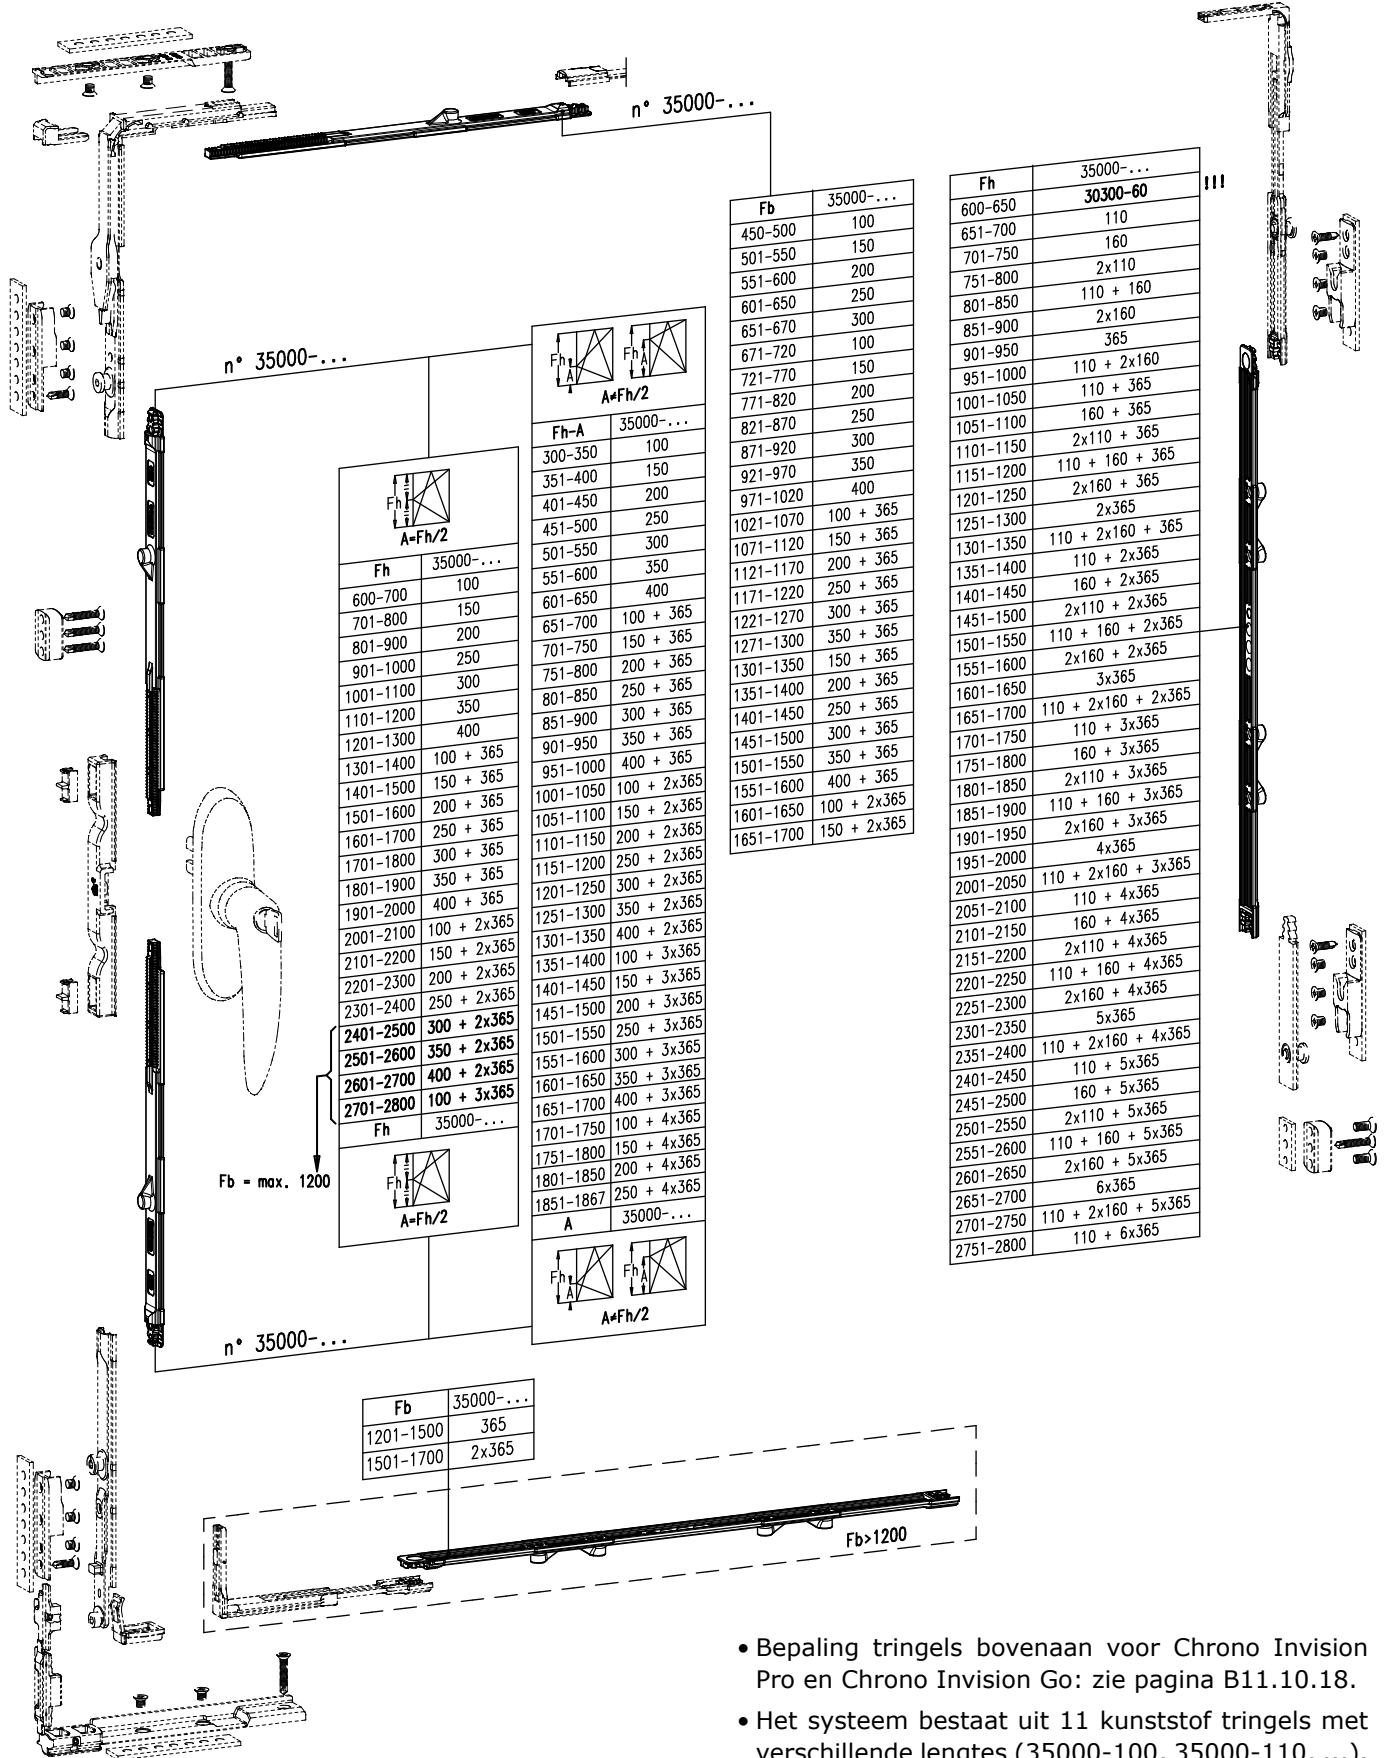 n° 35000-...
Fb 35000-...
450-500 100
501-550 150
551-600 200
601-650 250
651-670 300
671-720 100
721-770 150
771-820 200
821-870 250
871-920 300
921-970 350
971-1020 400
1021-1070 100 + 365
1071-1120 150 + 365
1121-1170 200 + 365
1171-1220 250 + 365
1221-1270 300 + 365
1271-1300 350 + 365
1301-1350 150 + 365
1351-1400 200 + 365
1401-1450 250 + 365
1451-1500 300 + 365
1501-1550 350 + 365
1551-1600 400 + 365
1601-1650 100 + 2x365
1651-1700 150 + 2x365
Fh 35000-...
600-650 30300-60 !!!
651-700 110
701-750 160
751-800 2x110
801-850 110 + 160
851-900 2x160
901-950 365
951-1000 110 + 2x160
1001-1050 110 + 365
1051-1100 160 + 365
1101-1150 2x110 + 365
1151-1200 110 + 160 + 365
1201-1250 2x160 + 365
1251-1300 2x365
1301-1350 110 + 2x160 + 365
1351-1400 110 + 2x365
1401-1450 160 + 2x365
1451-1500 2x110 + 2x365
1501-1550 110 + 160 + 2x365
1551-1600 2x160 + 2x365
1601-1650 3x365
1651-1700 110 + 2x160 + 2x365
1701-1750 110 + 3x365
1751-1800 160 + 3x365
1801-1850 2x110 + 3x365
1851-1900 110 + 160 + 3x365
1901-1950 2x160 + 3x365
1951-2000 4x365
2001-2050 110 + 2x160 + 3x365
2051-2100 110 + 4x365
2101-2150 160 + 4x365
2151-2200 2x110 + 4x365
2201-2250 110 + 160 + 4x365
2251-2300 2x160 + 4x365
2301-2350 5x365
2351-2400 110 + 2x160 + 4x365
2401-2450 110 + 5x365
2451-2500 160 + 5x365
2501-2550 2x110 + 5x365
2551-2600 110 + 160 + 5x365
2601-2650 2x160 + 5x365
2651-2700 6x365
2701-2750 110 + 2x160 + 5x365
2751-2800 110 + 6x365
n° 35000-...
Fh A Fh A
A≠Fh/2
Fh-A 35000-...
300-350 100
351-400 150
401-450 200
451-500 250
501-550 300
551-600 350
601-650 400
651-700 100 + 365
701-750 150 + 365
751-800 200 + 365
801-850 250 + 365
851-900 300 + 365
901-950 350 + 365
951-1000 400 + 365
1001-1050 100 + 2x365
1051-1100 150 + 2x365
1101-1150 200 + 2x365
1151-1200 250 + 2x365
1201-1250 300 + 2x365
1251-1300 350 + 2x365
1301-1350 400 + 2x365
1351-1400 100 + 3x365
1401-1450 150 + 3x365
1451-1500 200 + 3x365
1501-1550 250 + 3x365
1551-1600 300 + 3x365
1601-1650 350 + 3x365
1651-1700 400 + 3x365
1701-1750 100 + 4x365
1751-1800 150 + 4x365
1801-1850 200 + 4x365
1851-1867 250 + 4x365
A 35000-...
Fh A Fh A
A≠Fh/2
Fh
A=Fh/2
Fh 35000-...
600-700 100
701-800 150
801-900 200
901-1000 250
1001-1100 300
1101-1200 350
1201-1300 400
1301-1400 100 + 365
1401-1500 150 + 365
1501-1600 200 + 365
1601-1700 250 + 365
1701-1800 300 + 365
1801-1900 350 + 365
1901-2000 400 + 365
2001-2100 100 + 2x365
2101-2200 150 + 2x365
2201-2300 200 + 2x365
2301-2400 250 + 2x365
2401-2500 300 + 2x365
2501-2600 350 + 2x365
2601-2700 400 + 2x365
2701-2800 100 + 3x365
Fh 35000-...
Fh
A=Fh/2
Fb = max. 1200
n° 35000-...
Fb 35000-...
1201-1500 365
1501-1700 2x365
Fb>1200
• Bepaling tringels bovenaan voor Chrono Invision
Pro en Chrono Invision Go: zie pagina B11.10.18.
• Het systeem bestaat uit 11 kunststof tringels met
verschillende lengtes (35000-100, 35000-110, ...).